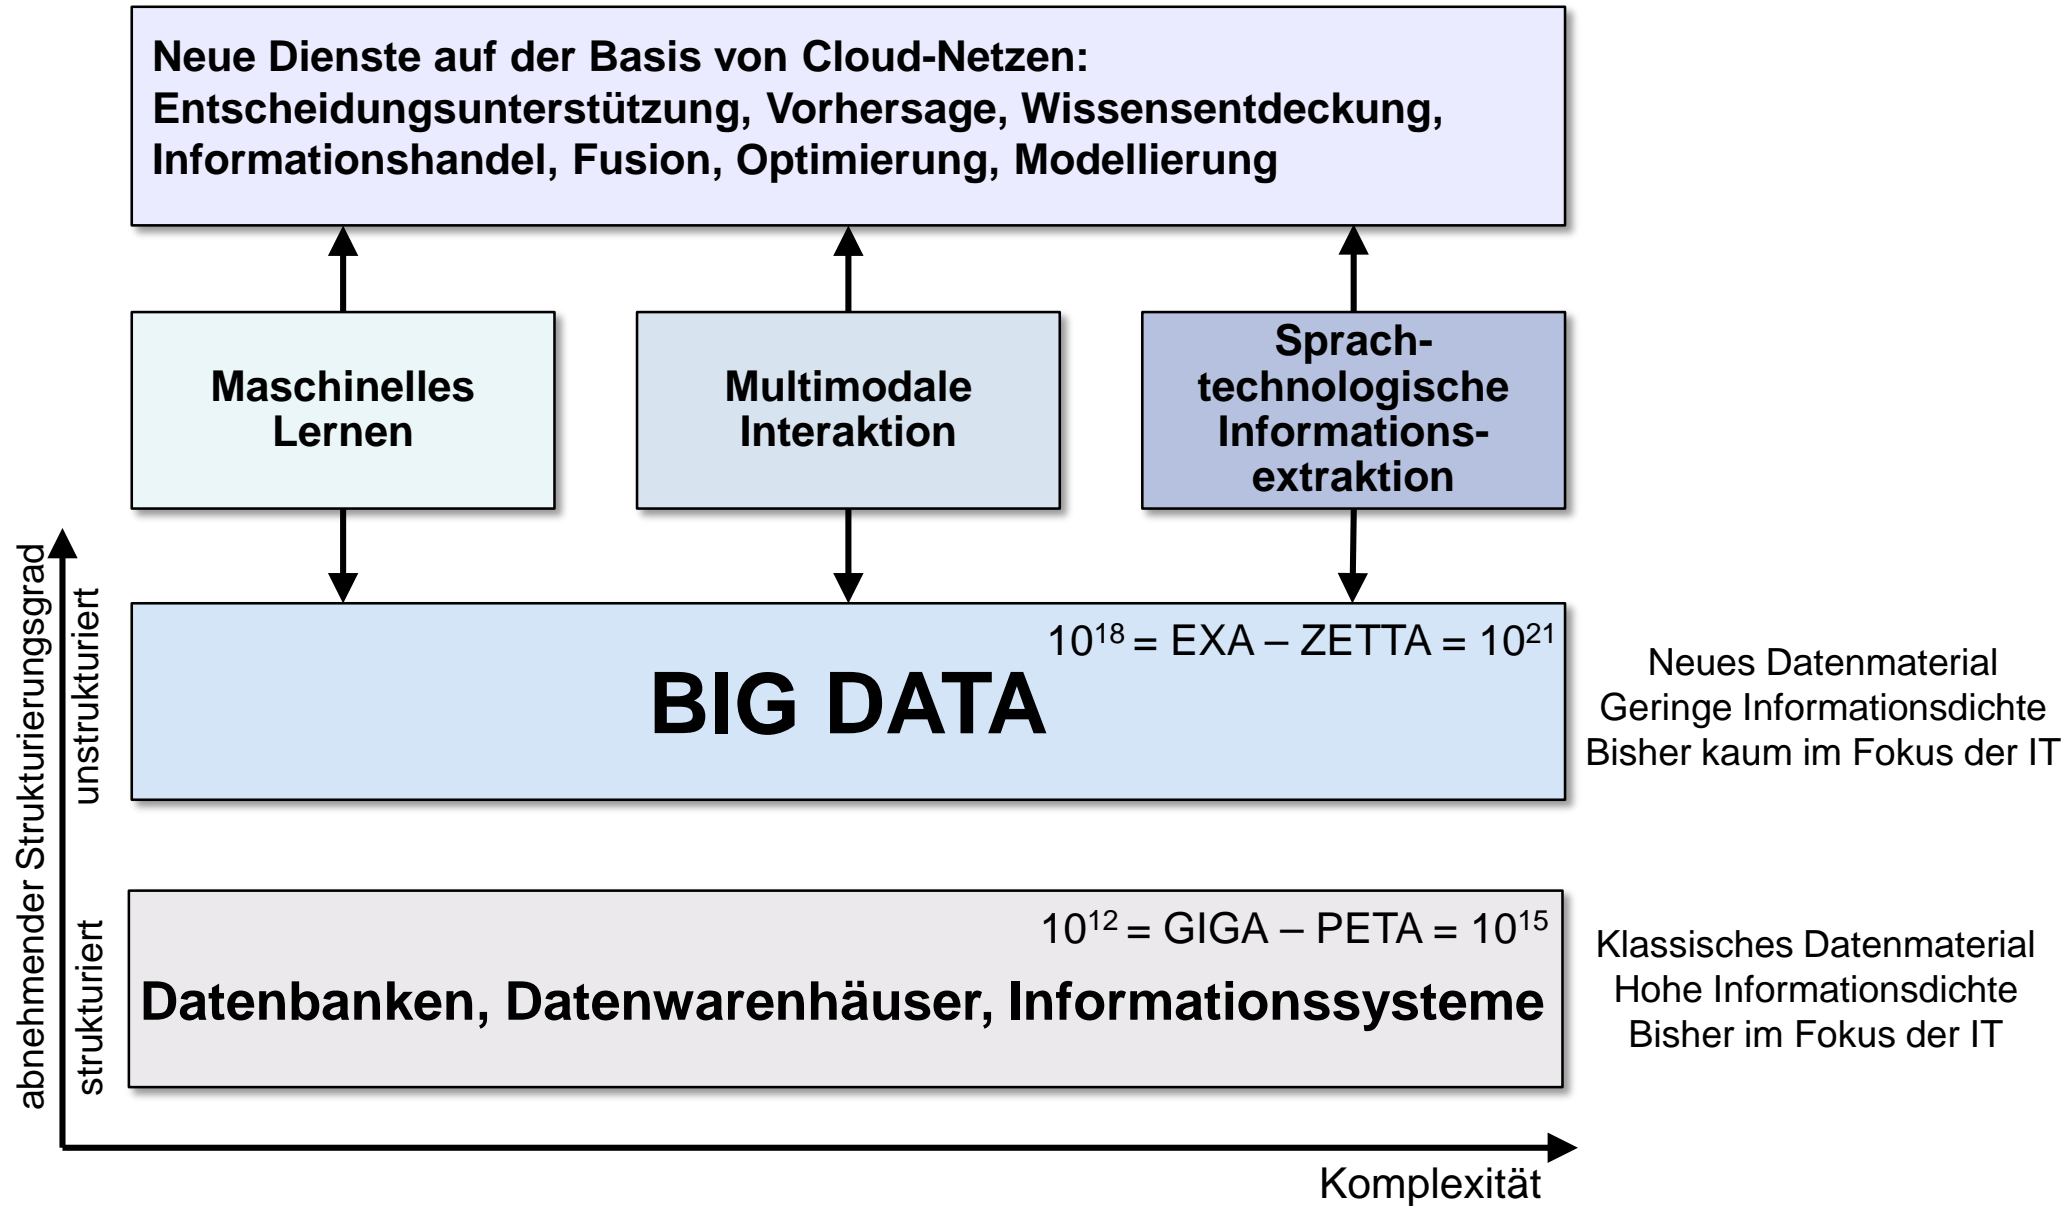 Neue Dienste auf der Basis von Cloud-Netzen:
Entscheidungsunterstützung, Vorhersage, Wissensentdeckung,
Informationshandel, Fusion, Optimierung, Modellierung
Maschinelles
Lernen
Multimodale
Interaktion
Sprach-
technologische
Informations-
extraktion
abnehmender Strukturierungsgrad
unstrukturiert
strukturiert
10¹⁸ = EXA – ZETTA = 10²¹
BIG DATA
Neues Datenmaterial
Geringe Informationsdichte
Bisher kaum im Fokus der IT
10¹² = GIGA – PETA = 10¹⁵
Datenbanken, Datenwarenhäuser, Informationssysteme
Klassisches Datenmaterial
Hohe Informationsdichte
Bisher im Fokus der IT
Komplexität